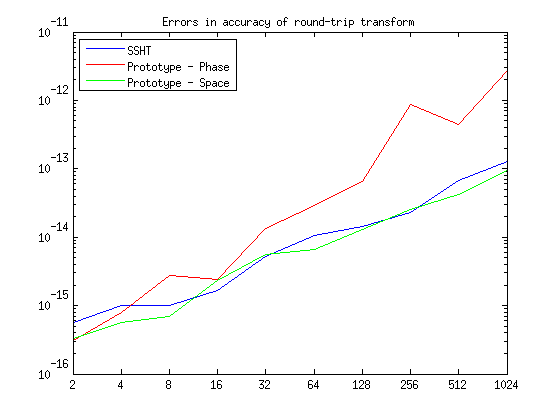 Errors in accuracy of round-trip transform
10^-11
SSHT
Prototype - Phase
Prototype - Space
10^-12
10^-13
10^-14
10^-15
10^-16
2 4 8 16 32 64 128 256 512 1024